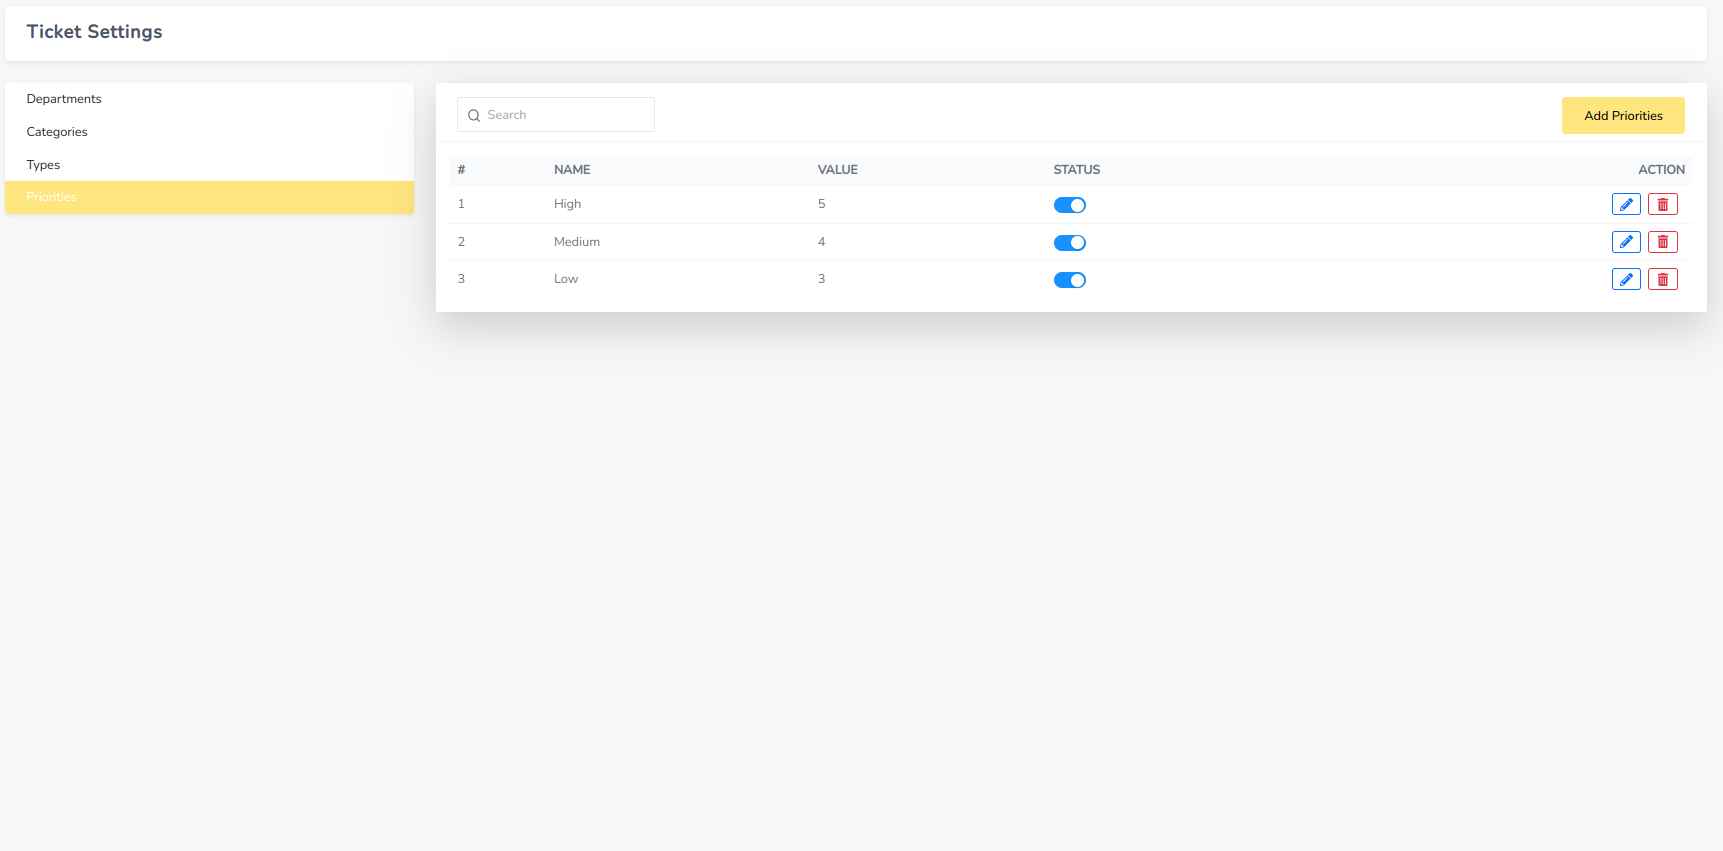 Ticket Settings
Departments
Categories
Types
Priorities
Search
Add Priorities
# NAME VALUE STATUS ACTION
1 High 5
2 Medium 4
3 Low 3